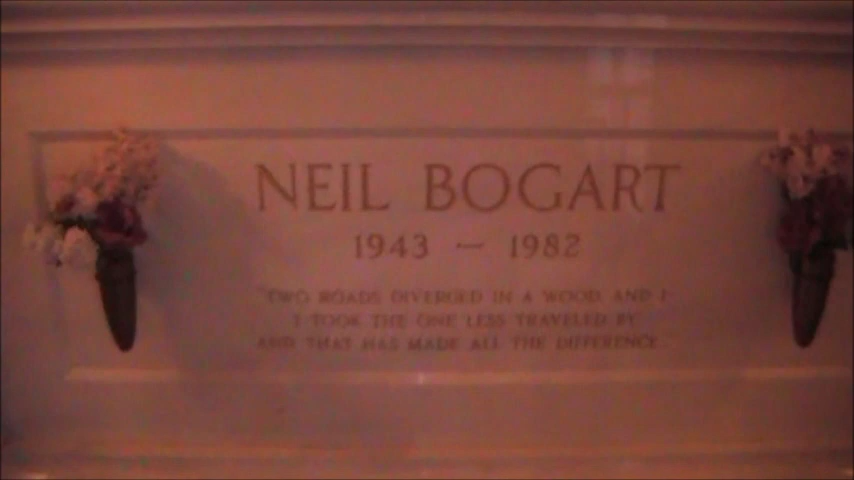 NEIL BOGART
1943 — 1982
"TWO ROADS DIVERGED IN A WOOD, AND I
I TOOK THE ONE LESS TRAVELED BY
AND THAT HAS MADE ALL THE DIFFERENCE."